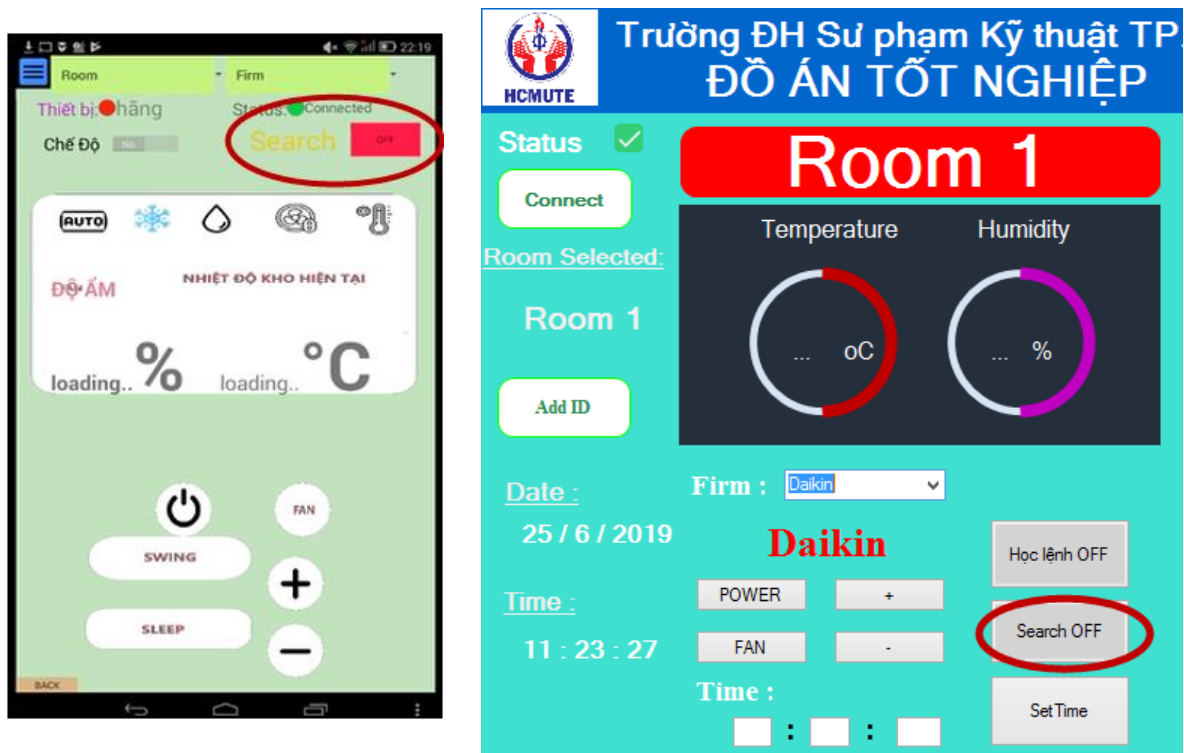 22:19
Room
Firm
Thiết bị: hãng
Status: Connected
Chế Độ
No
Search
OFF
AUTO
ĐỘ ẨM
NHIỆT ĐỘ KHO HIỆN TẠI
loading.. %
loading.. °C
FAN
SWING
+
SLEEP
−
BACK
HCMUTE
Trường ĐH Sư phạm Kỹ thuật TP.
ĐỒ ÁN TỐT NGHIỆP
Status
Connect
Room Selected:
Room 1
Add ID
Date :
25 / 6 / 2019
Time :
11 : 23 : 27
Room 1
Temperature
Humidity
... oC
... %
Firm : Daikin
Daikin
POWER
+
FAN
-
Time :
: :
Học lệnh OFF
Search OFF
Set Time